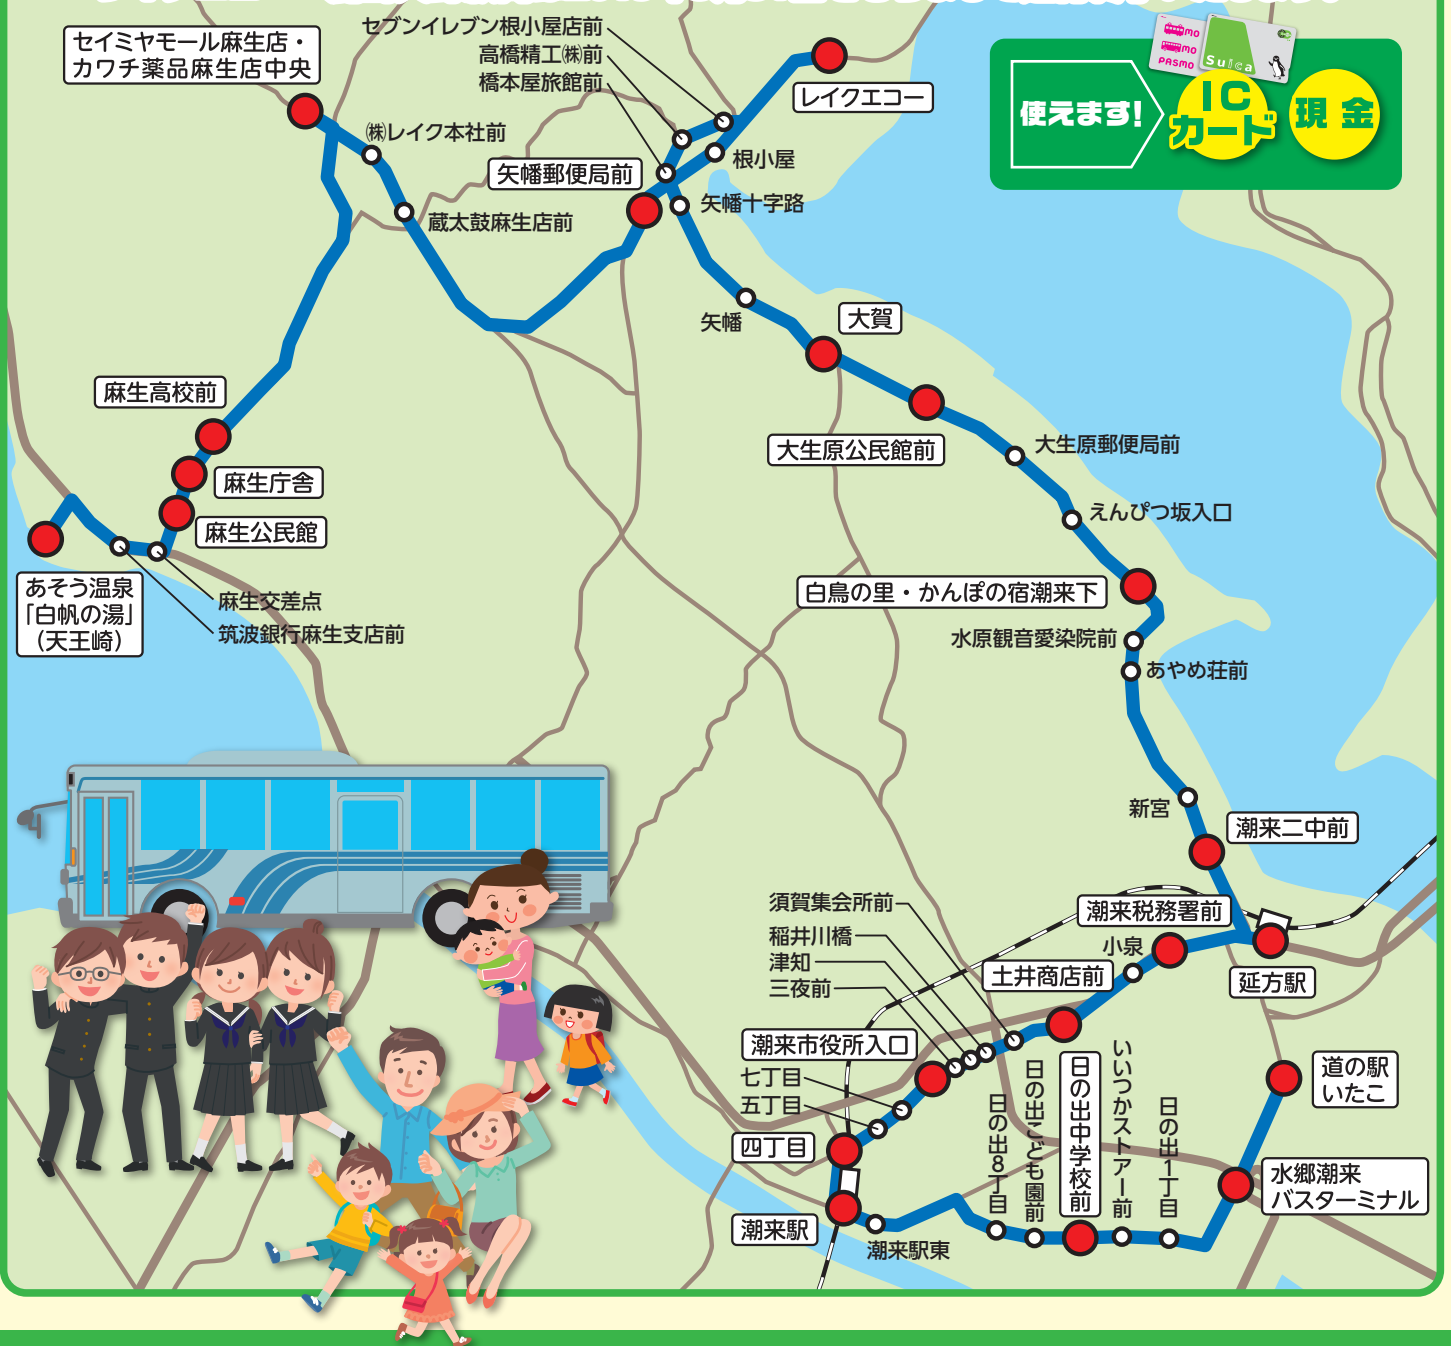 セブンイレブン根小屋店前
高橋精工㈱前
橋本屋旅館前
セイミヤモール麻生店・
カワチ薬品麻生店中央
レイクエコー
使えます!
mo
mo
PASMO
Suica
IC
カード
現金
㈱レイク本社前
矢幡郵便局前
根小屋
矢幡十字路
蔵太鼓麻生店前
矢幡
大賀
麻生高校前
大生原公民館前
大生原郵便局前
麻生庁舎
えんぴつ坂入口
麻生公民館
あそう温泉
「白帆の湯」
(天王崎)
麻生交差点
筑波銀行麻生支店前
白鳥の里・かんぽの宿潮来下
水原観音愛染院前
あやめ荘前
新宮
潮来二中前
須賀集会所前
潮来税務署前
稲井川橋
小泉
津知
土井商店前
延方駅
三夜前
潮来市役所入口
七丁目
五丁目
四丁目
潮来駅
潮来駅東
日の出8丁目
日の出こども園前
日の出中学校前
いいつかストアー前
日の出1丁目
道の駅
いたこ
水郷潮来
バスターミナル